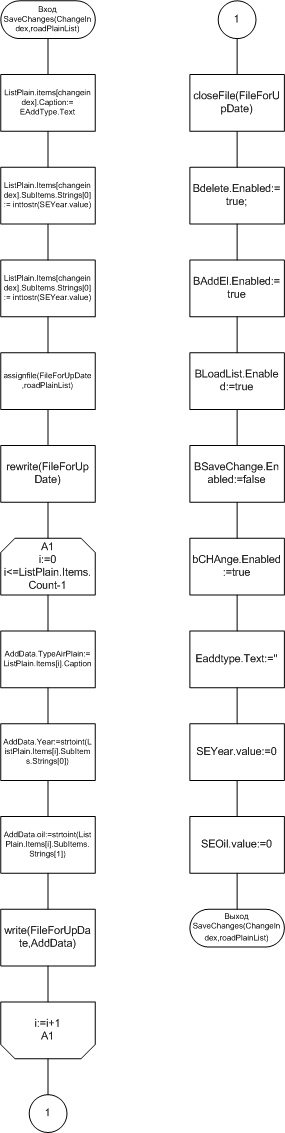 Вход
SaveChanges(ChangeIn
dex,roadPlainList)
ListPlain.items[changein
dex].Caption:=
EAddType.Text
ListPlain.Items[changein
dex].SubItems.Strings[0]
:= inttostr(SEYear.value)
ListPlain.Items[changein
dex].SubItems.Strings[0]
:= inttostr(SEYear.value)
assignfile(FileForUpDate
,roadPlainList)
rewrite(FileForUp
Date)
A1
i:=0
i<=ListPlain.Items.
Count-1
AddData.TypeAirPlain:=
ListPlain.Items[i].Caption
AddData.Year:=strtoint(L
istPlain.Items[i].SubItem
s.Strings[0])
AddData.oil:=strtoint(List
Plain.Items[i].SubItems.
Strings[1])
write(FileForUpDa
te,AddData)
i:=i+1
A1
1
1
closeFile(FileForU
pDate)
Bdelete.Enabled:=
true;
BAddEl.Enabled:=
true
BLoadList.Enable
d:=true
BSaveChange.En
abled:=false
bCHAnge.Enabled
:=true
Eaddtype.Text:=''
SEYear.value:=0
SEOil.value:=0
Выход
SaveChanges(ChangeIn
dex,roadPlainList)